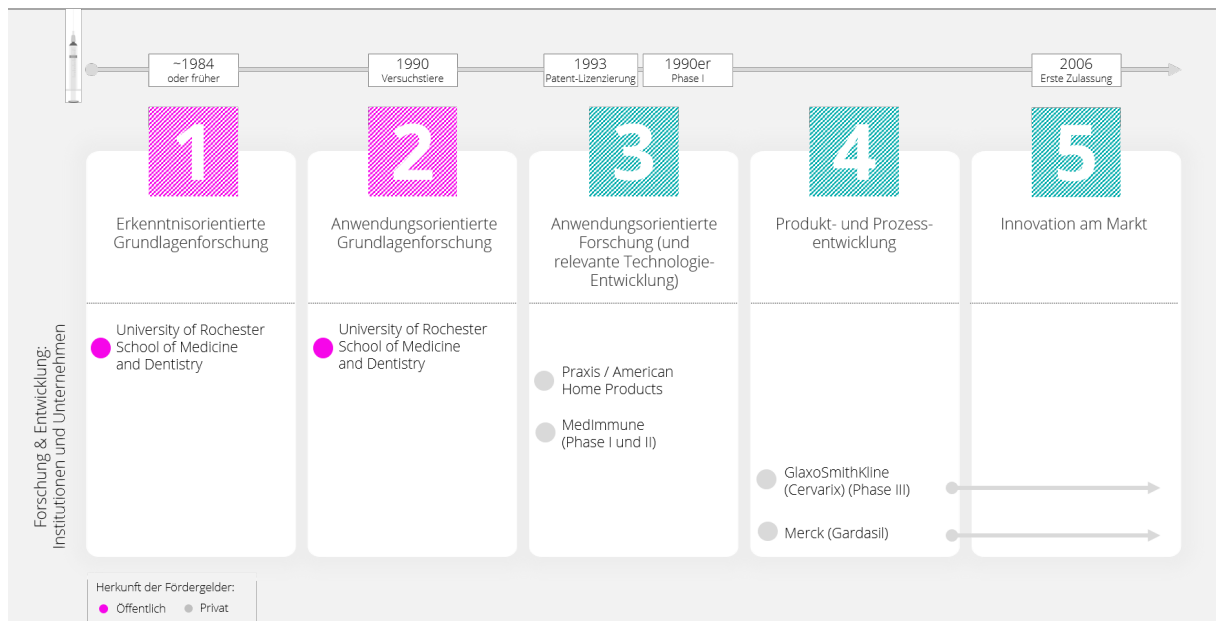 ~1984
oder früher
1990
Versuchstiere
1993
Patent-Lizenzierung
1990er
Phase I
2006
Erste Zulassung
1
2
3
4
5
Erkenntnisorientierte
Grundlagenforschung
Anwendungsorientierte
Grundlagenforschung
Anwendungsorientierte
Forschung (und
relevante Technologie-
Entwicklung)
Produkt- und Prozess-
entwicklung
Innovation am Markt
Forschung & Entwicklung:
Institutionen und Unternehmen
University of Rochester
School of Medicine
and Dentistry
University of Rochester
School of Medicine
and Dentistry
Praxis / American
Home Products
MedImmune
(Phase I und II)
GlaxoSmithKline
(Cervarix) (Phase III)
Merck (Gardasil)
Herkunft der Fördergelder:
Öffentlich
Privat